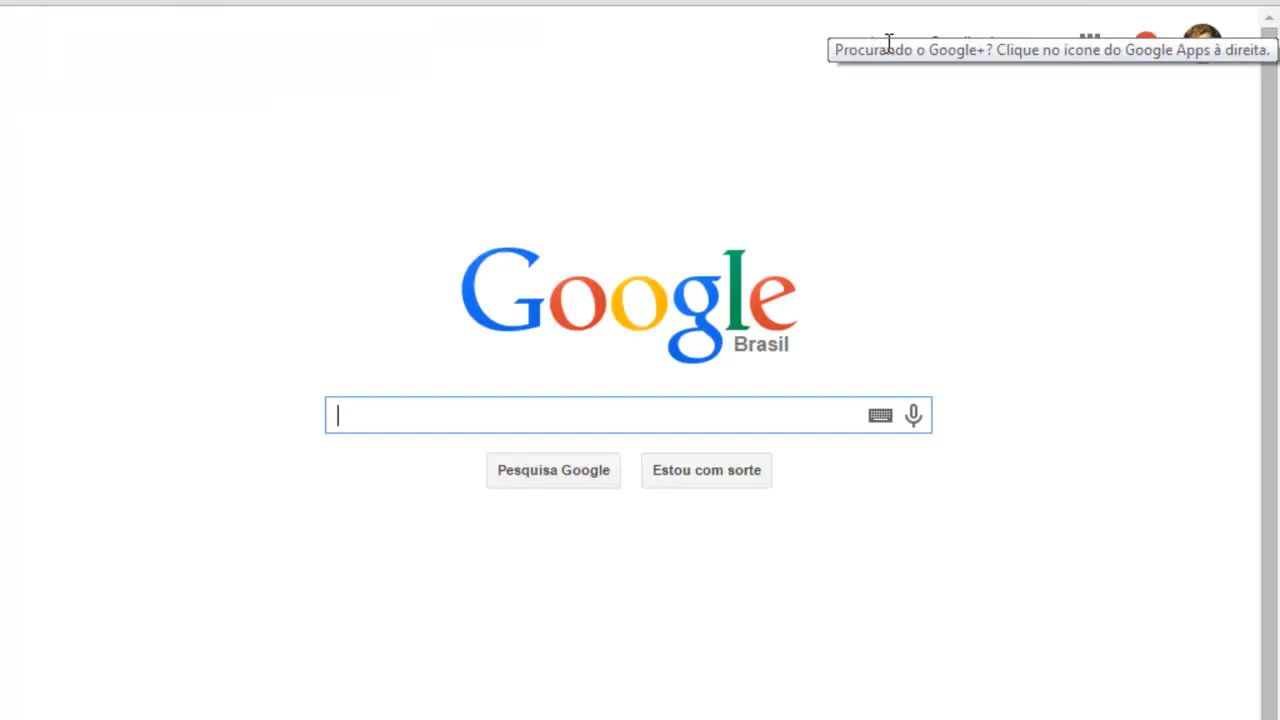 Procurando o Google+? Clique no ícone do Google Apps à direita.
Google
Brasil
Pesquisa Google
Estou com sorte